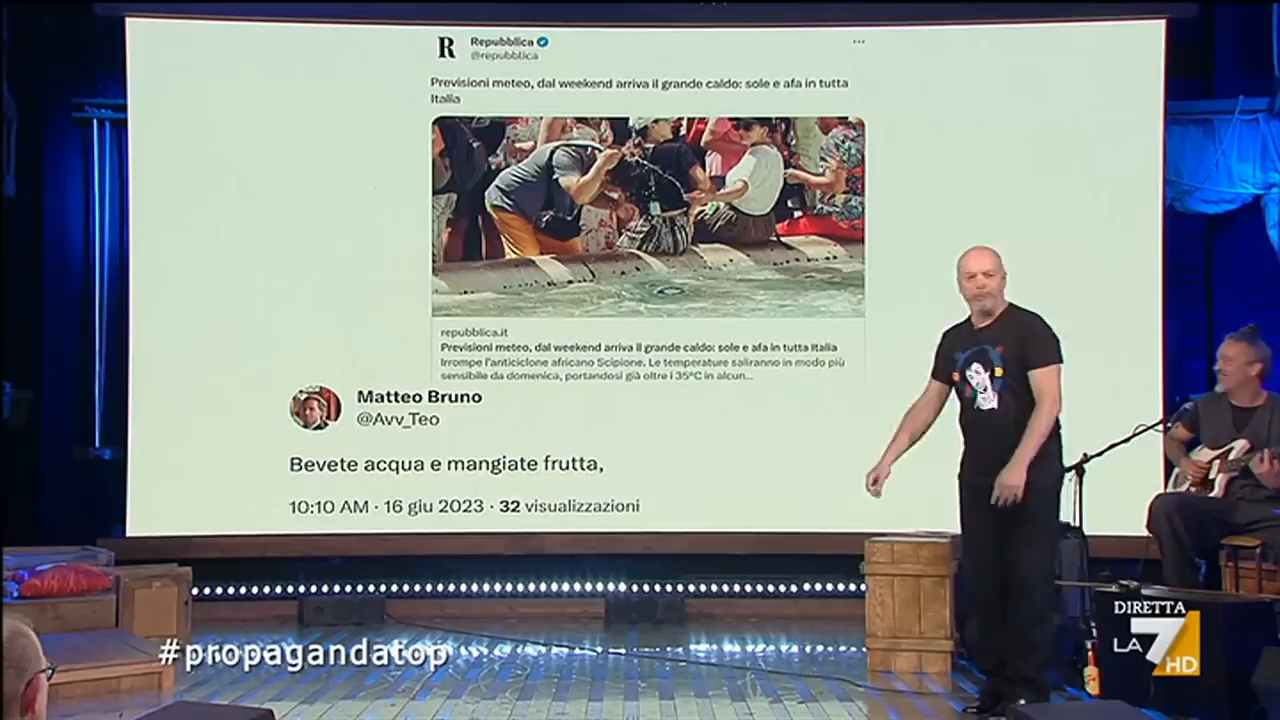 R
Repubblica
@repubblica
Previsioni meteo, dal weekend arriva il grande caldo: sole e afa in tutta
Italia
repubblica.it
Previsioni meteo, dal weekend arriva il grande caldo: sole e afa in tutta Italia
Irrompe l'anticiclone africano Scipione. Le temperature saliranno in modo più
sensibile da domenica, portandosi già oltre i 35°C in alcun...
Matteo Bruno
@Avv_Teo
Bevete acqua e mangiate frutta,
10:10 AM · 16 giu 2023 · 32 visualizzazioni
#propagandatop
DIRETTA
LA 7 HD